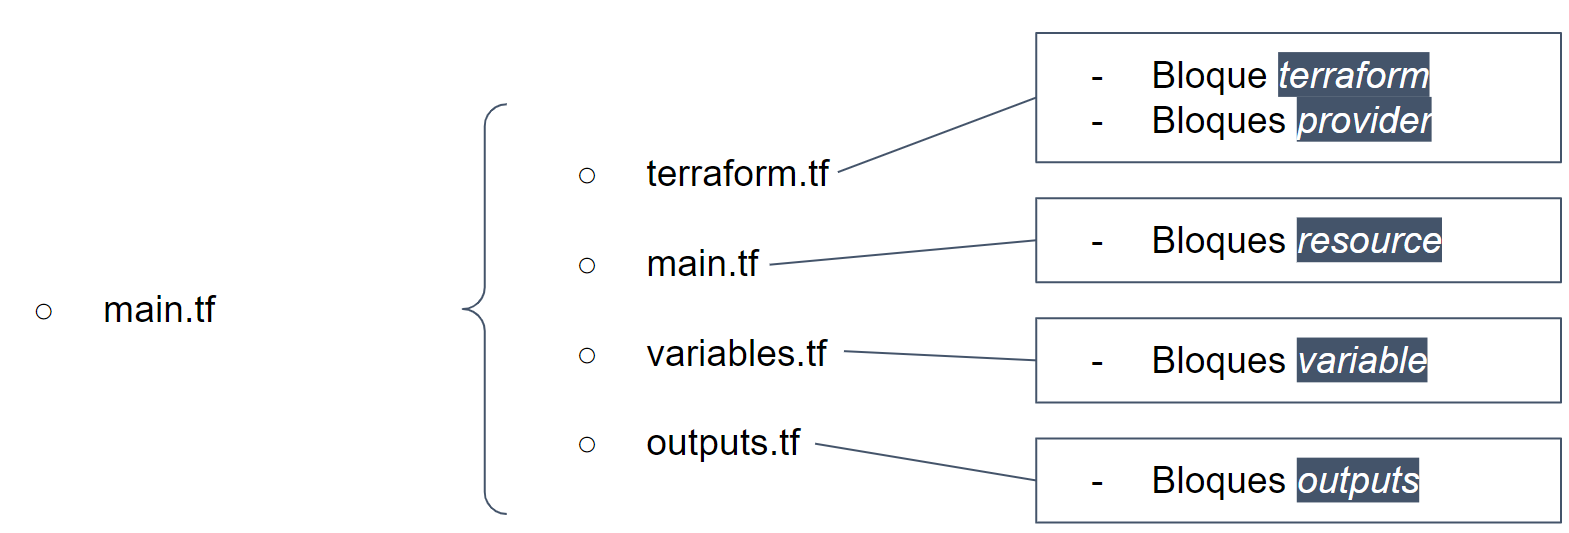 ○ main.tf
○ terraform.tf
○ main.tf
○ variables.tf
○ outputs.tf
- Bloque terraform
- Bloques provider
- Bloques resource
- Bloques variable
- Bloques outputs